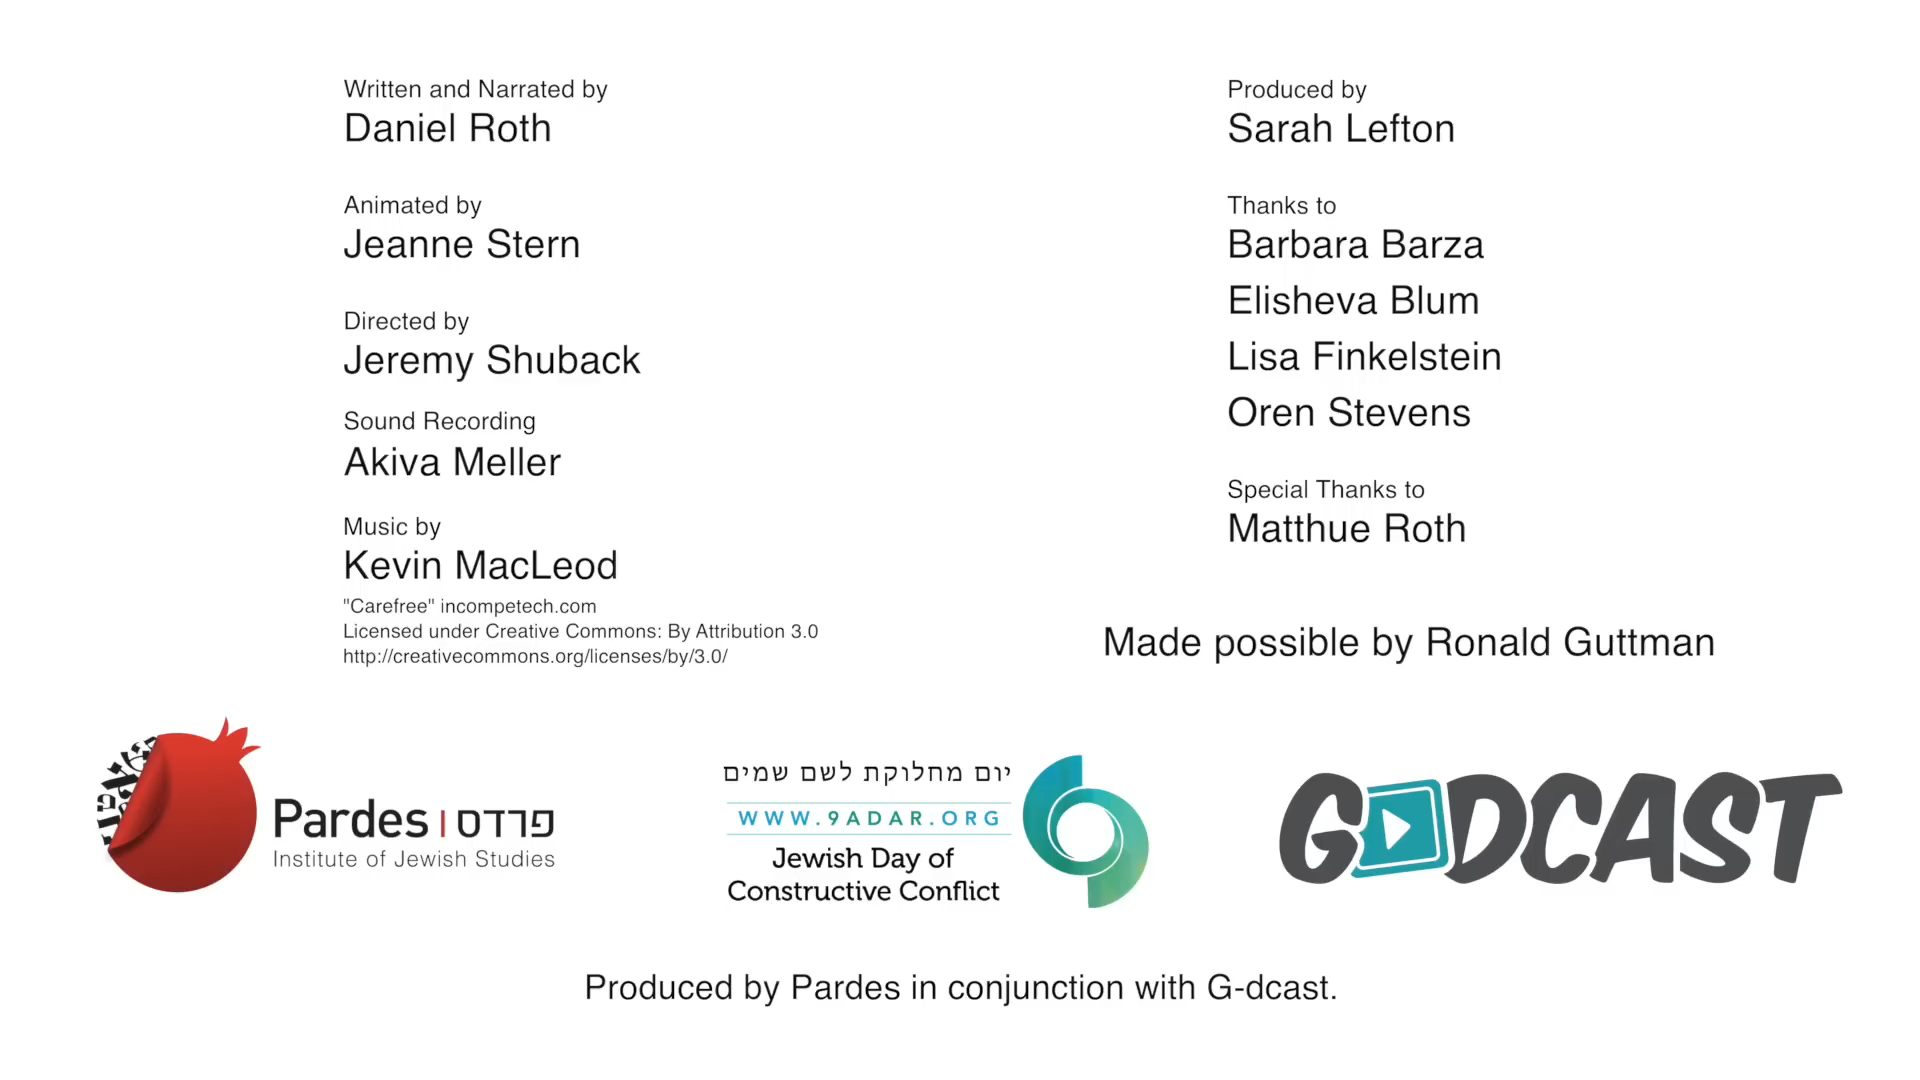 Written and Narrated by
Daniel Roth
Animated by
Jeanne Stern
Directed by
Jeremy Shuback
Sound Recording
Akiva Meller
Music by
Kevin MacLeod
"Carefree" incompetech.com
Licensed under Creative Commons: By Attribution 3.0
http://creativecommons.org/licenses/by/3.0/
Produced by
Sarah Lefton
Thanks to
Barbara Barza
Elisheva Blum
Lisa Finkelstein
Oren Stevens
Special Thanks to
Matthue Roth
Made possible by Ronald Guttman
Pardes | פרדס
Institute of Jewish Studies
יום מחלוקת לשם שמים
WWW.9ADAR.ORG
Jewish Day of
Constructive Conflict
G-DCAST
Produced by Pardes in conjunction with G-dcast.